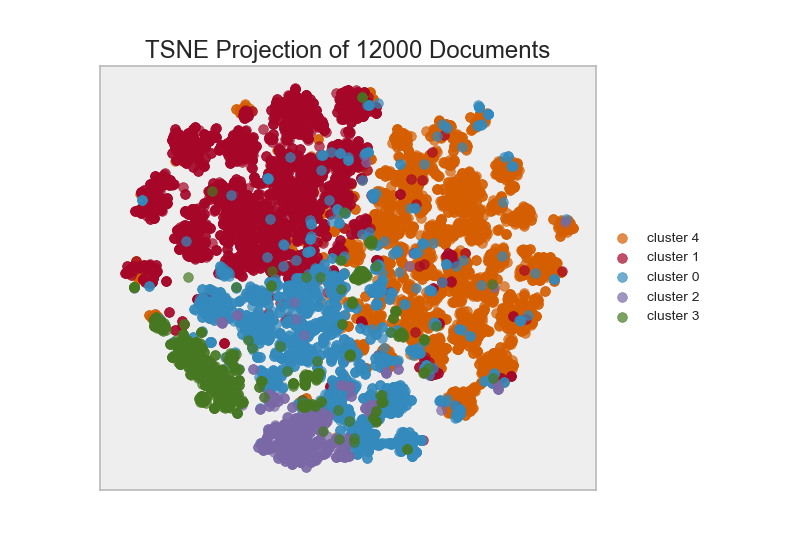 TSNE Projection of 12000 Documents
cluster 4
cluster 1
cluster 0
cluster 2
cluster 3